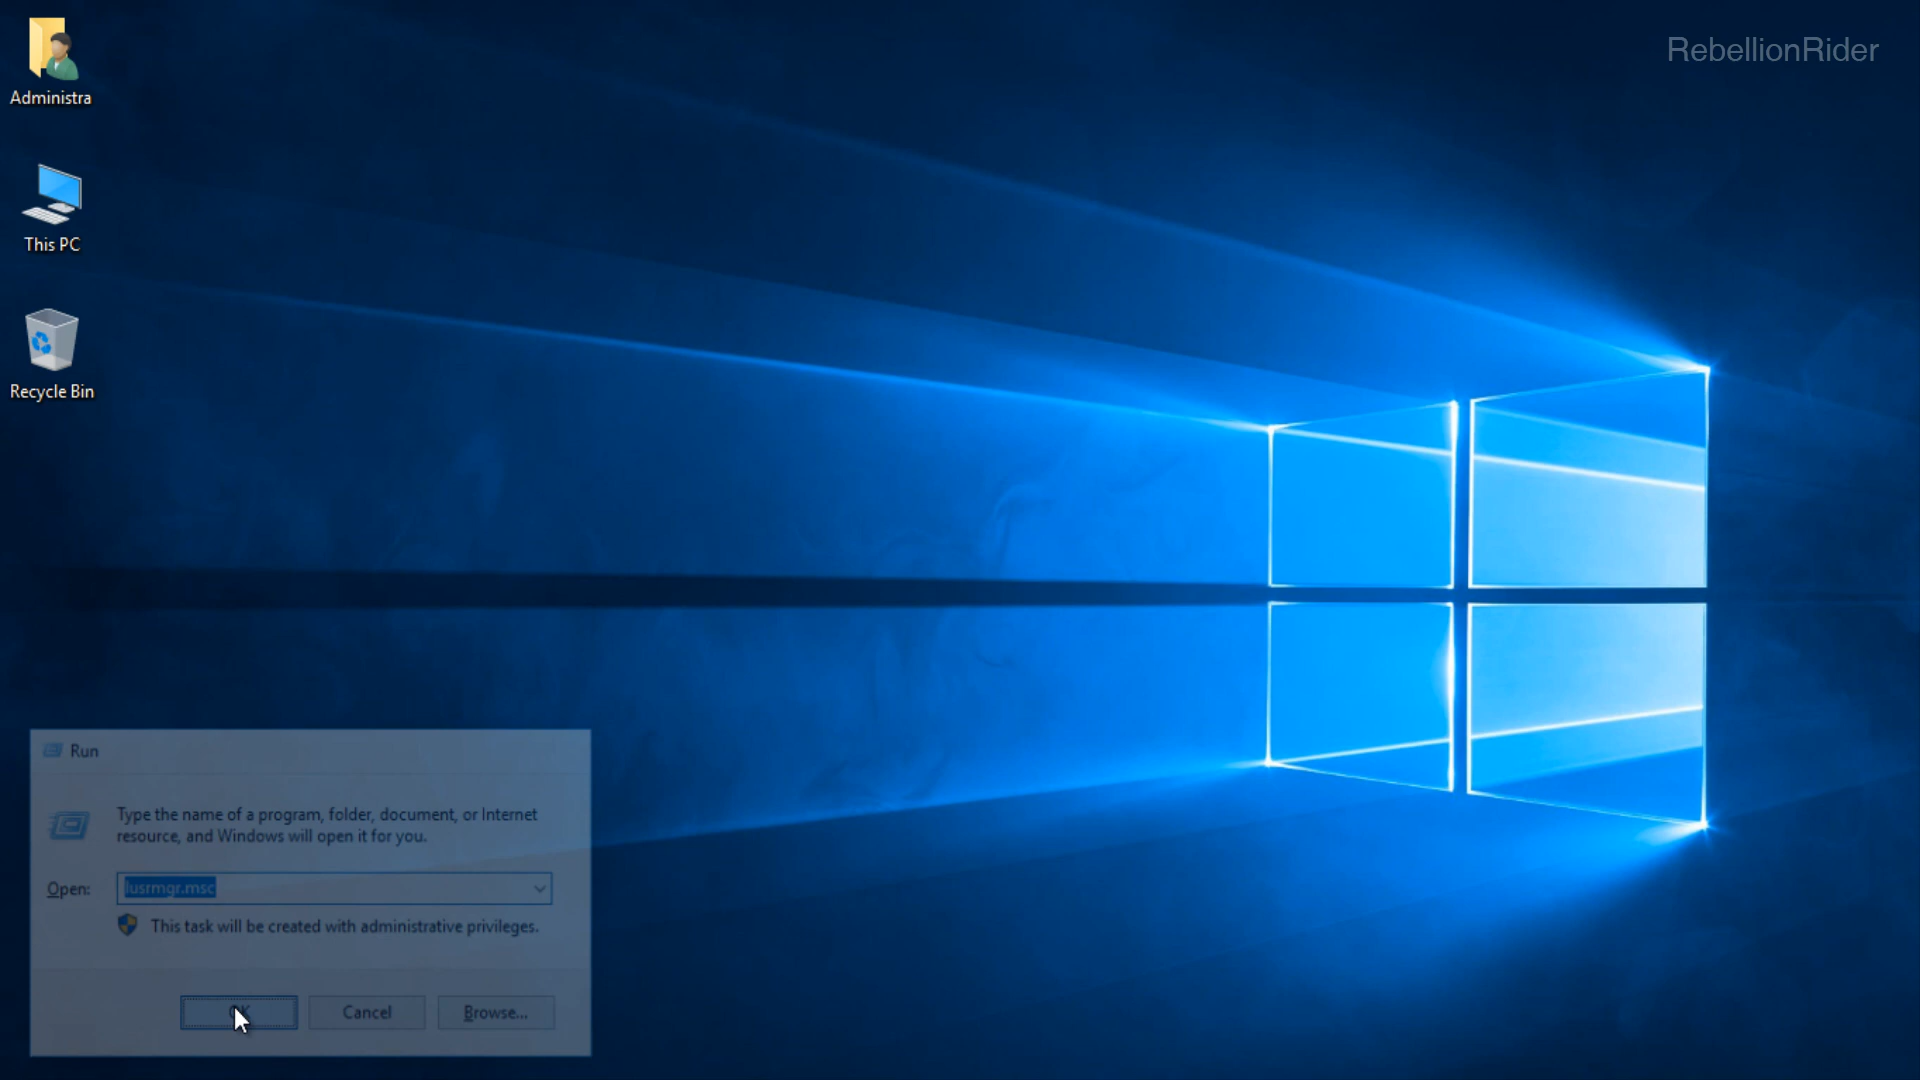 RebellionRider
Administra
This PC
Recycle Bin
Run
Type the name of a program, folder, document, or Internet
resource, and Windows will open it for you.
Open: lusrmgr.msc
This task will be created with administrative privileges.
OK Cancel Browse...